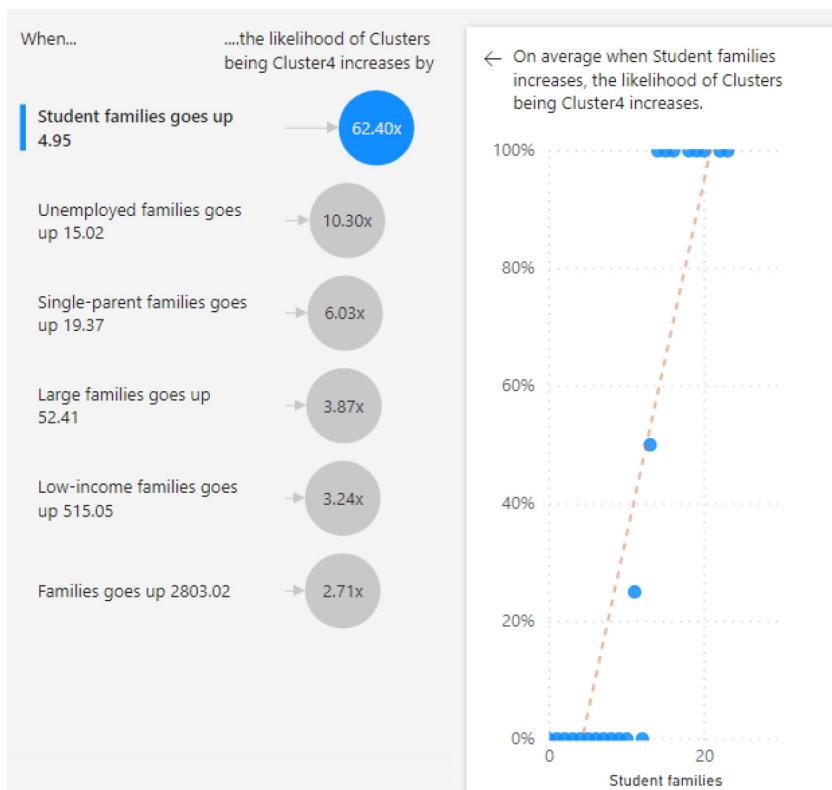 When...
....the likelihood of Clusters
being Cluster4 increases by
Student families goes up
4.95
62.40x
Unemployed families goes
up 15.02
10.30x
Single-parent families goes
up 19.37
6.03x
Large families goes up
52.41
3.87x
Low-income families goes
up 515.05
3.24x
Families goes up 2803.02
2.71x
On average when Student families
increases, the likelihood of Clusters
being Cluster4 increases.
100%
80%
60%
40%
20%
0%
0 20
Student families